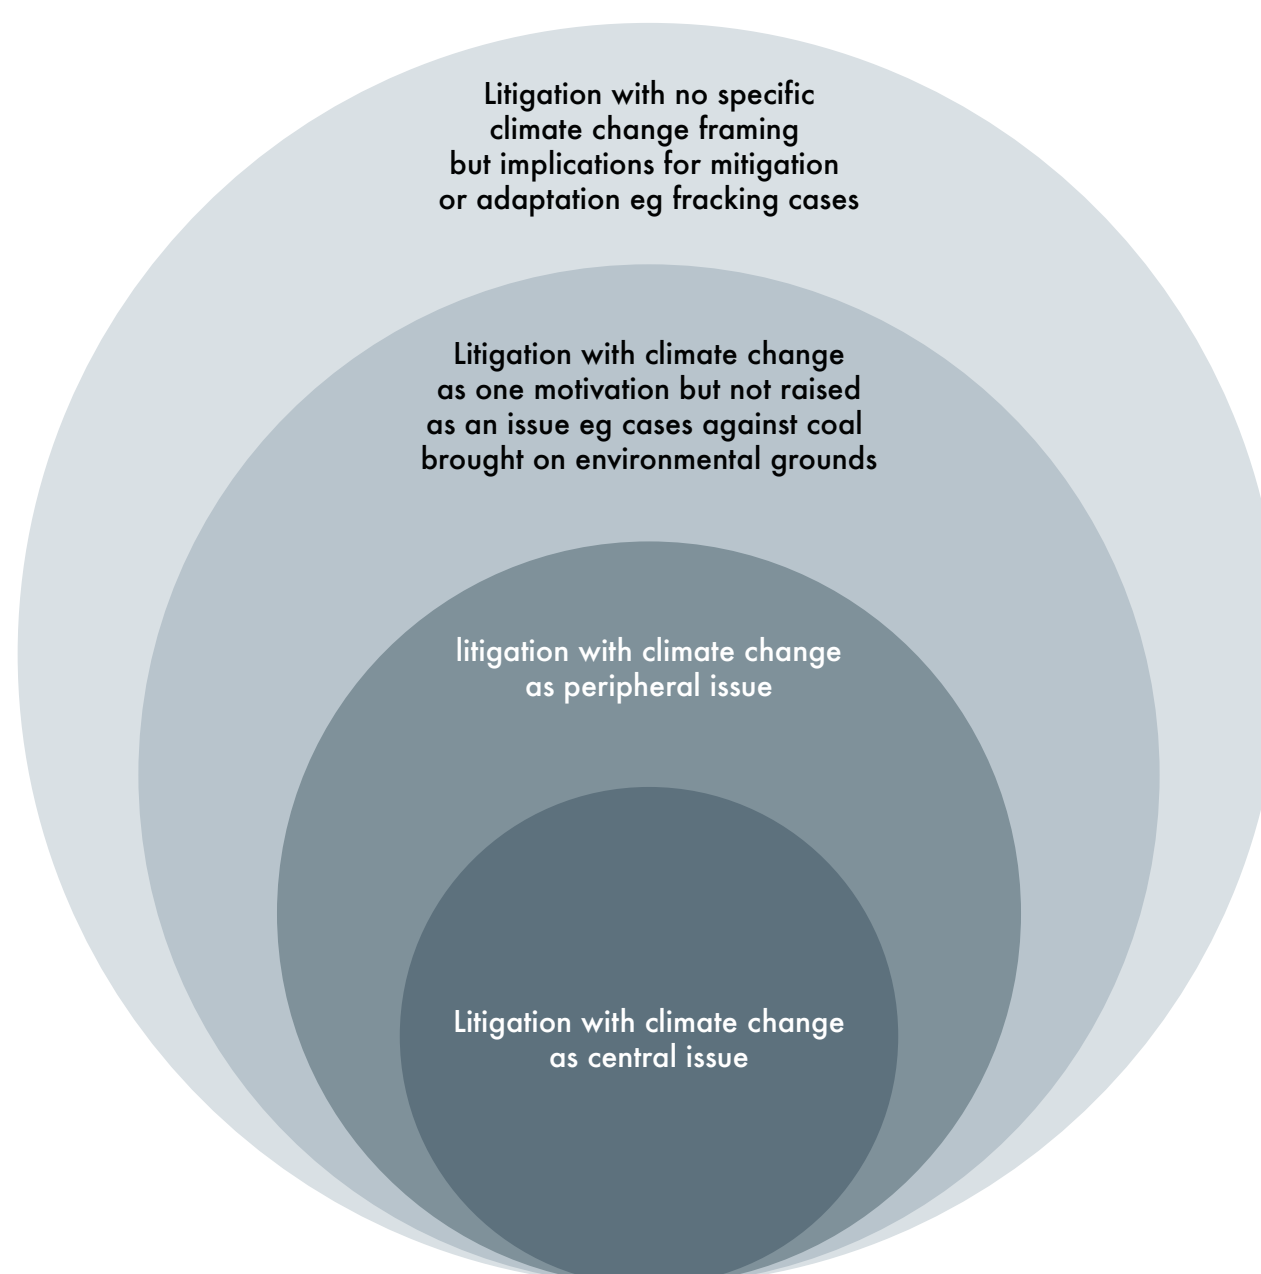 Litigation with no specific
climate change framing
but implications for mitigation
or adaptation eg fracking cases
Litigation with climate change
as one motivation but not raised
as an issue eg cases against coal
brought on environmental grounds
litigation with climate change
as peripheral issue
Litigation with climate change
as central issue